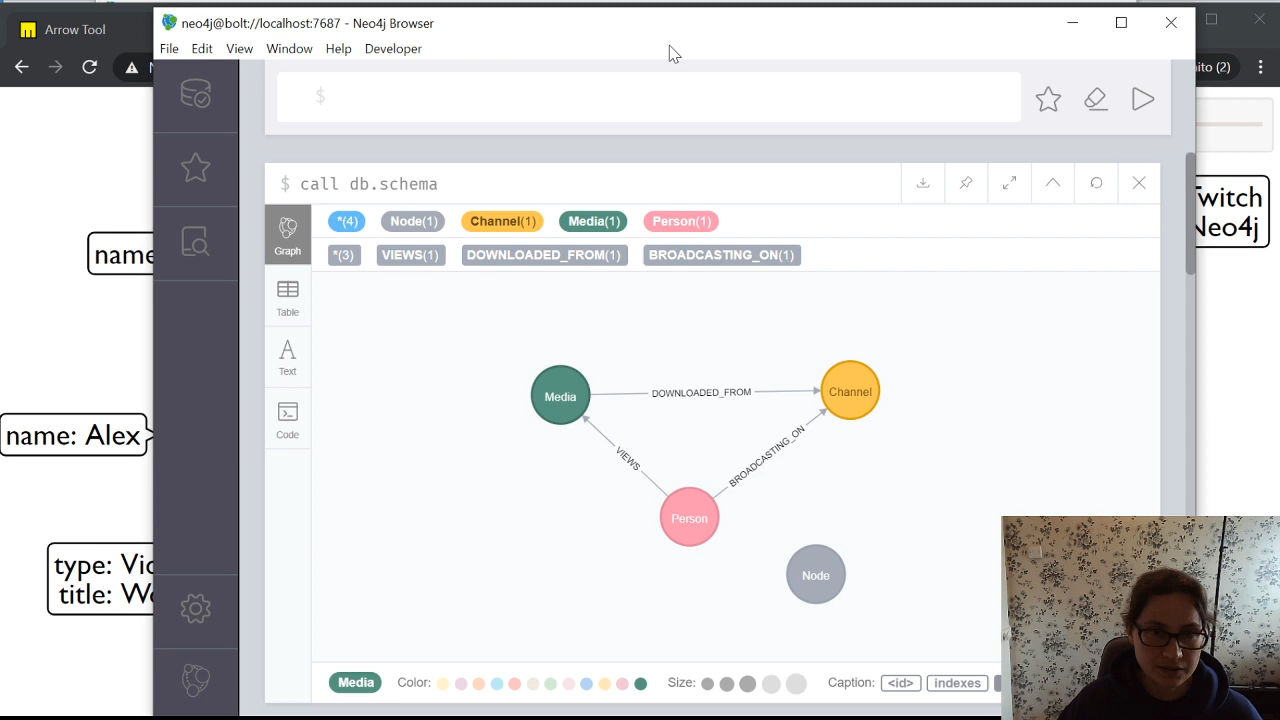 Arrow Tool
neo4j@bolt://localhost:7687 - Neo4j Browser
File Edit View Window Help Developer
ito (2)
$
$ call db.schema
*(4) Node(1) Channel(1) Media(1) Person(1)
*(3) VIEWS(1) DOWNLOADED_FROM(1) BROADCASTING_ON(1)
Graph
Table
Text
Code
Media
DOWNLOADED_FROM
Channel
VIEWS
BROADCASTING_ON
Person
Node
Media Color: Size: Caption: <id> indexes
name
name: Alex
type: Vid
title: Wo
Twitch
Neo4j